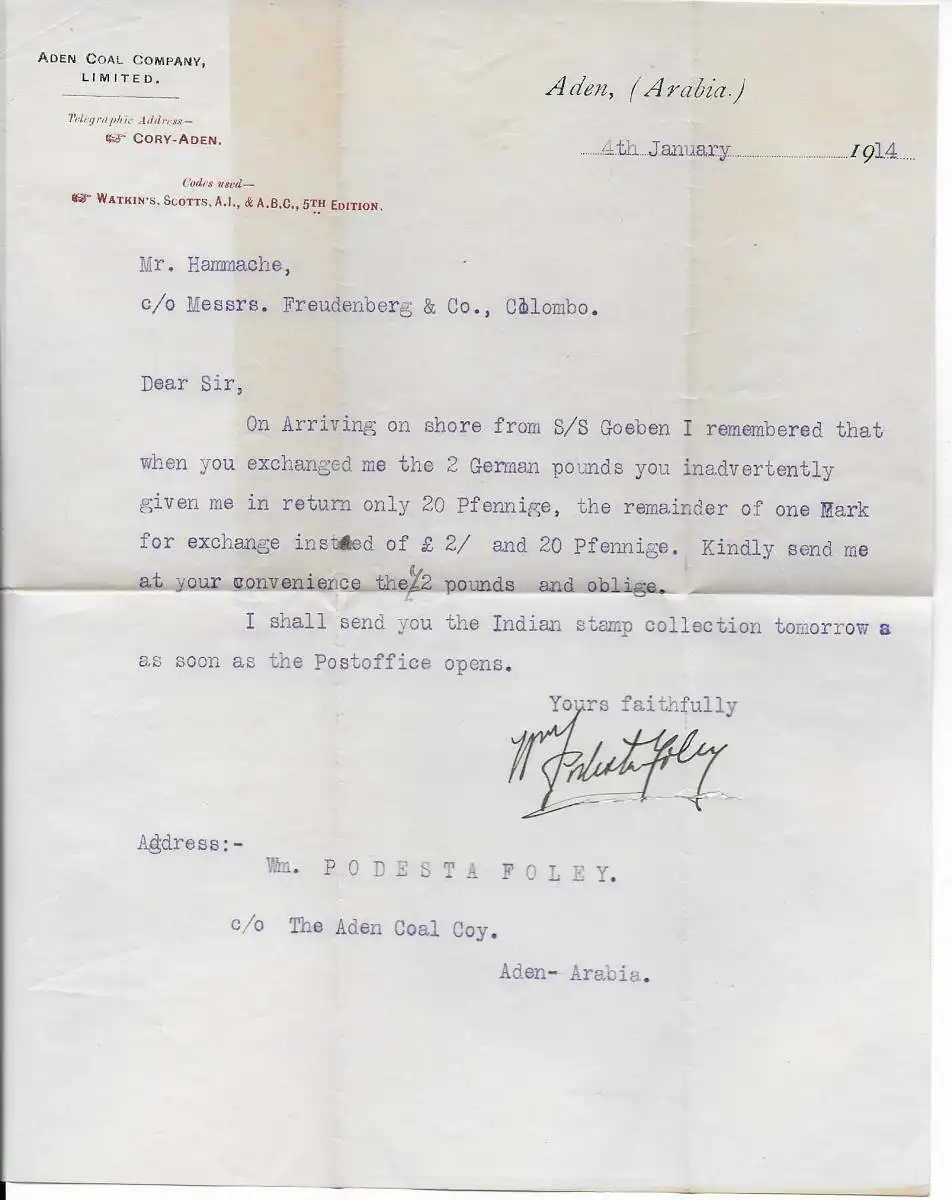 ADEN COAL COMPANY,
LIMITED.
Telegraphic Address—
☞ CORY-ADEN.
Codes used—
☞ WATKIN'S, SCOTTS, A.I., & A.B.C., 5TH EDITION.
Aden, (Arabia.)
4th January 1914
Mr. Hammache,
c/o Messrs. Freudenberg & Co., Colombo.
Dear Sir,
On Arriving on shore from S/S Goeben I remembered that
when you exchanged me the 2 German pounds you inadvertently
given me in return only 20 Pfennige, the remainder of one Mark
for exchange insted of £ 2/ and 20 Pfennige. Kindly send me
at your convenience the £2 pounds and oblige.
I shall send you the Indian stamp collection tomorrow a
as soon as the Postoffice opens.
Yours faithfully
Wm Podesta Foley
Address:-
Wm. PODESTA FOLEY.
c/o The Aden Coal Coy.
Aden- Arabia.